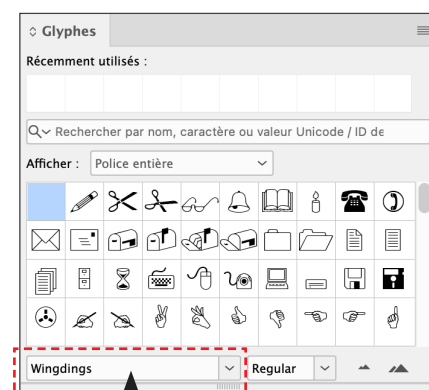 Glyphes
Récemment utilisés :
Rechercher par nom, caractère ou valeur Unicode / ID de
Afficher : Police entière
Wingdings Regular